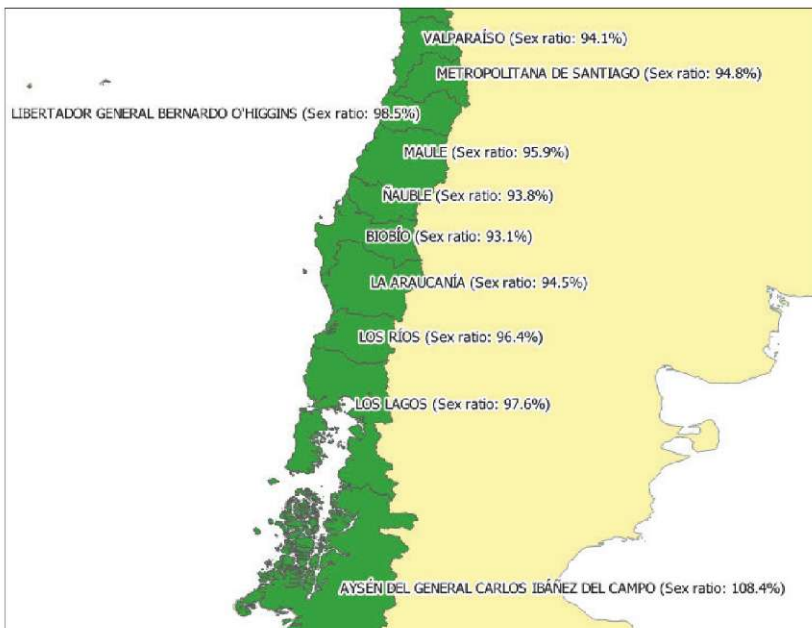 VALPARAÍSO (Sex ratio: 94.1%)
METROPOLITANA DE SANTIAGO (Sex ratio: 94.8%)
LIBERTADOR GENERAL BERNARDO O'HIGGINS (Sex ratio: 98.5%)
MAULE (Sex ratio: 95.9%)
ÑAUBLE (Sex ratio: 93.8%)
BIOBÍO (Sex ratio: 93.1%)
LA ARAUCANÍA (Sex ratio: 94.5%)
LOS RÍOS (Sex ratio: 96.4%)
LOS LAGOS (Sex ratio: 97.6%)
AYSÉN DEL GENERAL CARLOS IBÁÑEZ DEL CAMPO (Sex ratio: 108.4%)